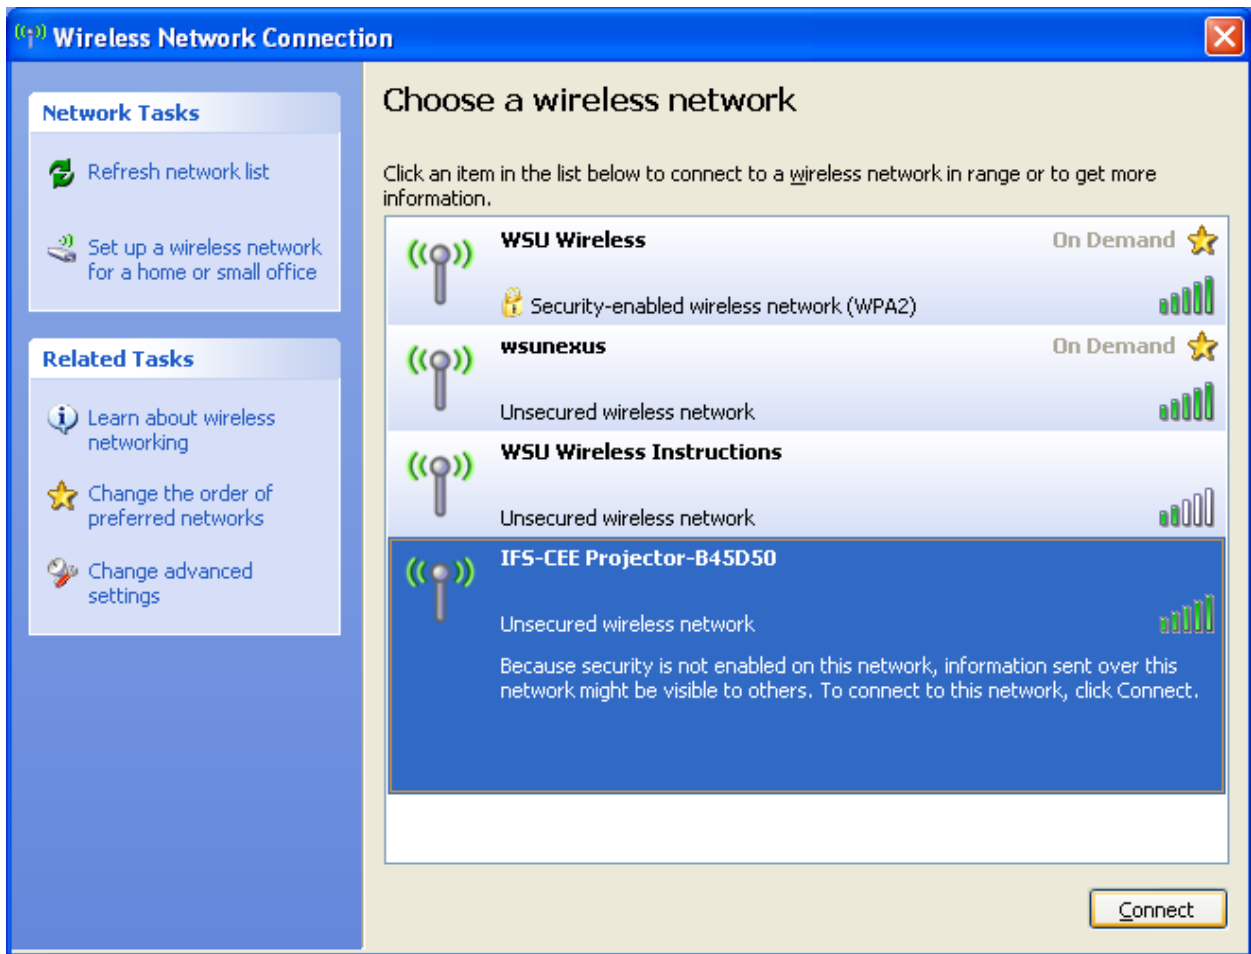 Wireless Network Connection
Network Tasks
Refresh network list
Set up a wireless network
for a home or small office
Related Tasks
Learn about wireless
networking
Change the order of
preferred networks
Change advanced
settings
Choose a wireless network
Click an item in the list below to connect to a wireless network in range or to get more
information.
WSU Wireless On Demand
Security-enabled wireless network (WPA2)
wsunexus On Demand
Unsecured wireless network
WSU Wireless Instructions
Unsecured wireless network
IFS-CEE Projector-B45D50
Unsecured wireless network
Because security is not enabled on this network, information sent over this
network might be visible to others. To connect to this network, click Connect.
Connect